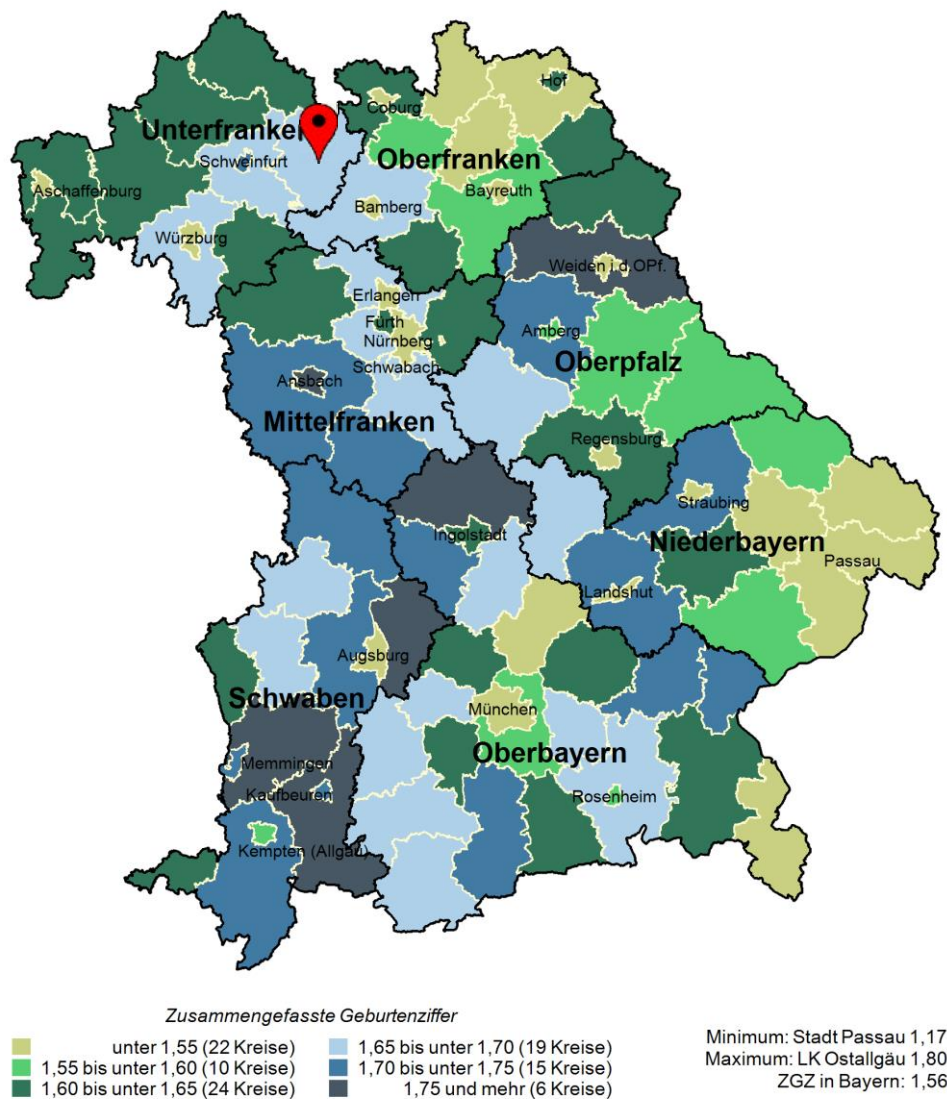 Hof
Coburg
Unterfranken
Schweinfurt
Oberfranken
Aschaffenburg
Bayreuth
Bamberg
Würzburg
Weiden i.d.OPf.
Erlangen
Fürth
Nürnberg
Amberg
Oberpfalz
Schwabach
Ansbach
Mittelfranken
Regensburg
Straubing
Ingolstadt
Niederbayern
Passau
Landshut
Augsburg
Schwaben
München
Oberbayern
Memmingen
Kaufbeuren
Rosenheim
Kempten (Allgäu)
Zusammengefasste Geburtenziffer
unter 1,55 (22 Kreise)
1,55 bis unter 1,60 (10 Kreise)
1,60 bis unter 1,65 (24 Kreise)
1,65 bis unter 1,70 (19 Kreise)
1,70 bis unter 1,75 (15 Kreise)
1,75 und mehr (6 Kreise)
Minimum: Stadt Passau 1,17
Maximum: LK Ostallgäu 1,80
ZGZ in Bayern: 1,56